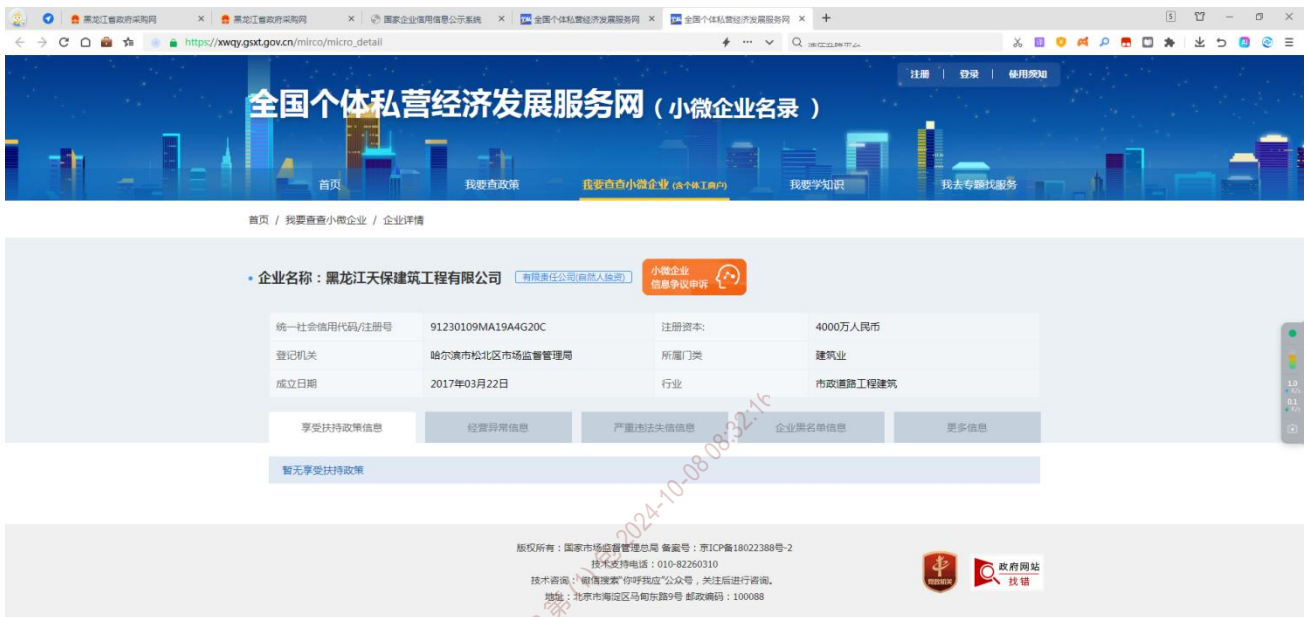 黑龙江省政府采购网
黑龙江省政府采购网
国家企业信用信息公示系统
全国个体私营经济发展服务网
全国个体私营经济发展服务网
https://xwqy.gsxt.gov.cn/mirco/micro_detail
注册 | 登录 | 使用须知
全国个体私营经济发展服务网（小微企业名录）
首页
我要查政策
我要查查小微企业 (含个体工商户)
我要学知识
我去专题找服务
首页 / 我要查查小微企业 / 企业详情
企业名称：黑龙江天保建筑工程有限公司
有限责任公司(自然人独资)
小微企业
信息争议申诉
统一社会信用代码/注册号 91230109MA19A4G20C 注册资本: 4000万人民币
登记机关 哈尔滨市松北区市场监督管理局 所属门类 建筑业
成立日期 2017年03月22日 行业 市政道路工程建筑
享受扶持政策信息 经营异常信息 严重违法失信信息 企业黑名单信息 更多信息
暂无享受扶持政策
版权所有：国家市场监督管理总局 备案号：京ICP备18022388号-2
技术支持电话：010-82260310
技术咨询：微信搜索"你呼我应"公众号，关注后进行咨询。
地址：北京市海淀区马甸东路9号 邮政编码：100088
党政机关
政府网站
找错
2024-10-08 08:32:16
1.0
0.1